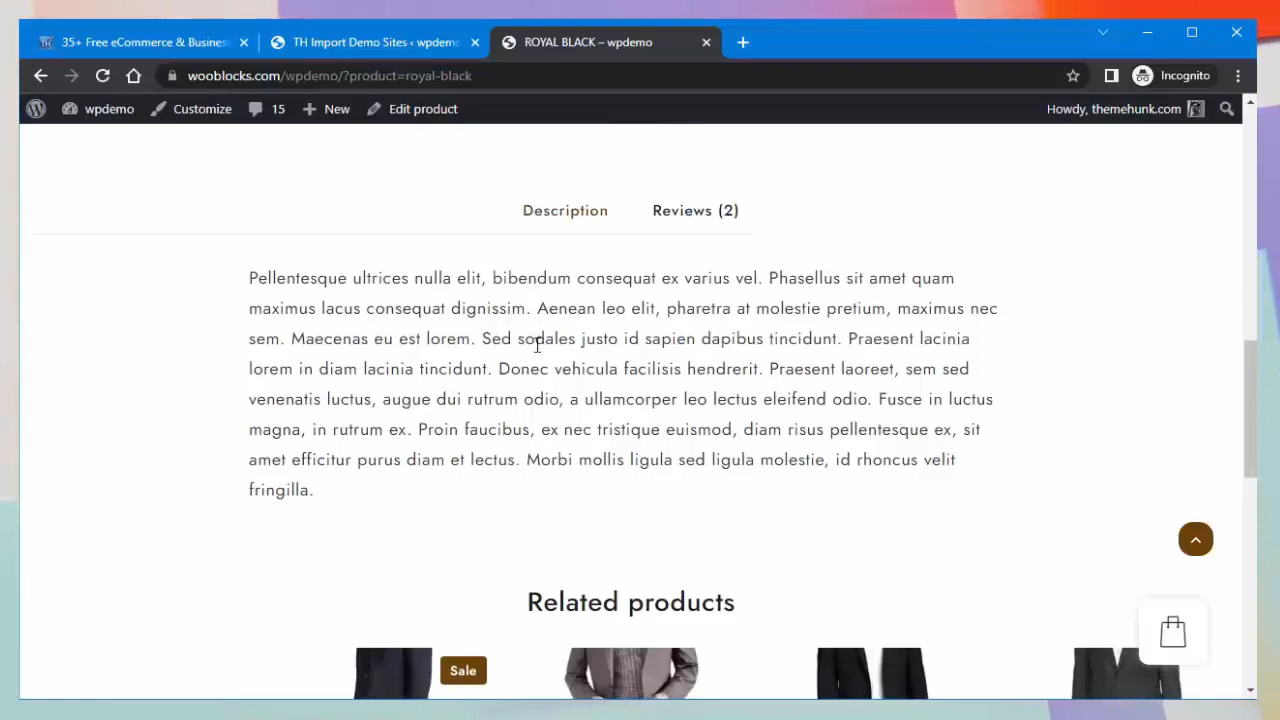 35+ Free eCommerce & Busines
TH Import Demo Sites ‹ wpdemo
ROYAL BLACK – wpdemo
wooblocks.com/wpdemo/?product=royal-black
Incognito
wpdemo
Customize
15
New
Edit product
Howdy, themehunk.com
Description
Reviews (2)
Pellentesque ultrices nulla elit, bibendum consequat ex varius vel. Phasellus sit amet quam
maximus lacus consequat dignissim. Aenean leo elit, pharetra at molestie pretium, maximus nec
sem. Maecenas eu est lorem. Sed sodales justo id sapien dapibus tincidunt. Praesent lacinia
lorem in diam lacinia tincidunt. Donec vehicula facilisis hendrerit. Praesent laoreet, sem sed
venenatis luctus, augue dui rutrum odio, a ullamcorper leo lectus eleifend odio. Fusce in luctus
magna, in rutrum ex. Proin faucibus, ex nec tristique euismod, diam risus pellentesque ex, sit
amet efficitur purus diam et lectus. Morbi mollis ligula sed ligula molestie, id rhoncus velit
fringilla.
Related products
Sale